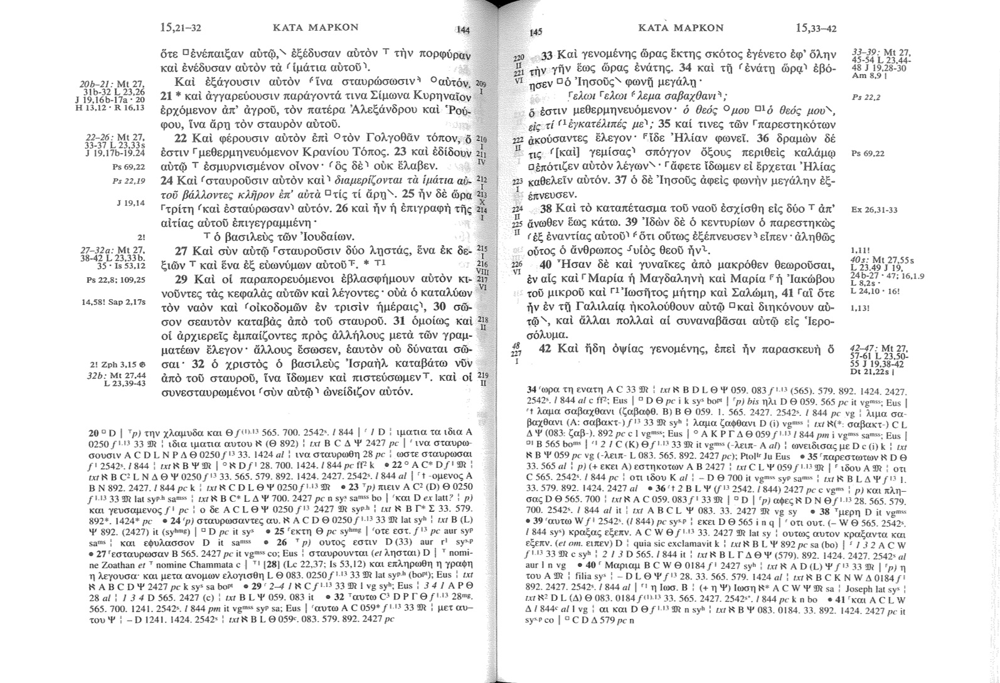 15,21–32 ΚΑΤΑ ΜΑΡΚΟΝ 144
ὅτε ⸋ἐνέπαιξαν αὐτῷ,⸌ ἐξέδυσαν αὐτὸν ⸆ τὴν πορφύραν
καὶ ἐνέδυσαν αὐτὸν τὰ ⸂ἱμάτια αὐτοῦ⸃.
Καὶ ἐξάγουσιν αὐτὸν ⸄ἵνα σταυρώσωσιν⸅ ⸰αὐτόν.
21 * καὶ ἀγγαρεύουσιν παράγοντά τινα Σίμωνα Κυρηναῖον
ἐρχόμενον ἀπ’ ἀγροῦ, τὸν πατέρα Ἀλεξάνδρου καὶ Ῥού-
φου, ἵνα ἄρῃ τὸν σταυρὸν αὐτοῦ.
22 Καὶ φέρουσιν αὐτὸν ἐπὶ ⸰τὸν Γολγοθᾶν τόπον, ὅ
ἐστιν ⸀μεθερμηνευόμενον Κρανίου Τόπος. 23 καὶ ἐδίδουν
αὐτῷ ⸆ ἐσμυρνισμένον οἶνον· ⸂ὃς δὲ⸃ οὐκ ἔλαβεν.
24 Καὶ ⸂σταυροῦσιν αὐτὸν καὶ⸃ διαμερίζονται τὰ ἱμάτια αὐ-
τοῦ βάλλοντες κλῆρον ἐπ’ αὐτὰ ⸋τίς τί ἄρῃ⸌. 25 ἦν δὲ ὥρα
⸀τρίτη ⸂καὶ ἐσταύρωσαν⸃ αὐτόν. 26 καὶ ἦν ἡ ἐπιγραφὴ τῆς
αἰτίας αὐτοῦ ἐπιγεγραμμένη·
⸆ ὁ βασιλεὺς τῶν Ἰουδαίων.
27 Καὶ σὺν αὐτῷ ⸀σταυροῦσιν δύο λῃστάς, ἕνα ἐκ δε-
ξιῶν ⸆ καὶ ἕνα ἐξ εὐωνύμων αὐτοῦ⸆. * ⸆1
29 Καὶ οἱ παραπορευόμενοι ἐβλασφήμουν αὐτὸν κι-
νοῦντες τὰς κεφαλὰς αὐτῶν καὶ λέγοντες· οὐὰ ὁ καταλύων
τὸν ναὸν καὶ ⸂οἰκοδομῶν ἐν τρισὶν ἡμέραις⸃, 30 σῶ-
σον σεαυτὸν καταβὰς ἀπὸ τοῦ σταυροῦ. 31 ὁμοίως καὶ
οἱ ἀρχιερεῖς ἐμπαίζοντες πρὸς ἀλλήλους μετὰ τῶν γραμ-
ματέων ἔλεγον· ἄλλους ἔσωσεν, ἑαυτὸν οὐ δύναται σῶ-
σαι· 32 ὁ χριστὸς ὁ βασιλεὺς Ἰσραὴλ καταβάτω νῦν
ἀπὸ τοῦ σταυροῦ, ἵνα ἴδωμεν καὶ πιστεύσωμεν⸆. καὶ οἱ
συνεσταυρωμένοι ⸂σὺν αὐτῷ⸃ ὠνείδιζον αὐτόν.
20b–21: Mt 27,
31b-32 L 23,26
J 19,16b-17a · 20
H 13,12 · R 16,13
22–26: Mt 27,
33-37 L 23,33s
J 19,17b-19.24
Ps 69,22
Ps 22,19
J 19,14
2!
27–32a: Mt 27,
38-42 L 23,33b.
35 · Is 53,12
Ps 22,8; 109,25
14,58! Sap 2,17s
2! Zph 3,15 𝔊
32b: Mt 27,44
L 23,39-43
209
I
210
I
211
IV
212
I
213
X
214
I
215
I
216
VIII
217
VI
218
II
219
II
20 ⸋ D | ⸆p) την χλαμυδα και Θ f (1).13 565. 700. 2542s. l 844 | ⸂ 1 D ¦ ιματια τα ιδια A
0250 f 1.13 33 𝔐 ¦ ιδια ιματια αυτου ℵ (Θ 892) ¦ txt B C Δ Ψ 2427 pc | ⸄ ινα σταυρω-
σουσιν A C D L N P Δ Θ 0250 f 13 33. 1424 al ¦ ινα σταυρωθη 28 pc ¦ ωστε σταυρωσαι
f 1 2542s. l 844 ¦ txt ℵ B Ψ 𝔐 | ⸰ ℵ D f 1 28. 700. 1424. l 844 pc ff2 k ● 22 ⸰ A C* D f 1 𝔐 ¦
txt ℵ B C2 L N Δ Θ Ψ 0250 f 13 33. 565. 579. 892. 1424. 2427. 2542s. l 844 al | ⸀† -ομενος A
B N 892. 2427. l 844 pc k ¦ txt ℵ C D L Θ Ψ 0250 f 1.13 𝔐 ● 23 ⸆p) πιειν A C2 (D) Θ 0250
f 1.13 33 𝔐 lat syp.h samss ¦ txt ℵ B C* L Δ Ψ 700. 2427 pc n sys samss bo | ⸂και D ex latt? ¦ p)
και γευσαμενος f 1 pc ¦ ο δε A C L Θ Ψ 0250 f 13 2427 𝔐 syp.h ¦ txt ℵ B Γ* Σ 33. 579.
892*. 1424* pc ● 24 ⸂p) σταυρωσαντες αυ. ℵ A C D Θ 0250 f 1.13 33 𝔐 lat syh ¦ txt B (L)
Ψ 892. (2427) it (syhmg) | ⸋ D pc it sys ● 25 ⸀εκτη Θ pc syhmg | ⸂οτε εστ. f 13 pc aur syp
sams ¦ και εφυλασσον D it samss ● 26 ⸆ p) ουτος εστιν D (33) aur r1 sys.p
● 27 ⸀εσταυρωσαν B 565. 2427 pc it vgmss co; Eus ¦ σταυρουνται (et λησται) D | ⸆ nomi-
ne Zoathan et ⸆ nomine Chammata c | ⸆1 [28] (Lc 22,37; Is 53,12) και επληρωθη η γραφη
η λεγουσα· και μετα ανομων ελογισθη L Θ 083. 0250 f 1.13 33 𝔐 lat syp.h (bopt); Eus ¦ txt
ℵ A B C D Ψ 2427 pc k sys sa bopt ● 29 ⸂ 2–4 1 ℵ C f 1.13 33 𝔐 l vg syh; Eus ¦ 3 4 1 A P Θ
28 al ¦ 1 3 4 D 565. 2427 (c) ¦ txt B L Ψ 059. 083 it ● 32 ⸆αυτω C3 D P Γ Θ f 1.13 28mg.
565. 700. 1241. 2542s. l 844 pm it vgmss syp sa; Eus | ⸂αυτω A C 059* f 1.13 33 𝔐 ¦ μετ αυ–
του Ψ ¦ – D 1241. 1424. 2542s ¦ txt ℵ B L Θ 059c. 083. 579. 892. 2427 pc
145 ΚΑΤΑ ΜΑΡΚΟΝ 15,33–42
33 Καὶ γενομένης ὥρας ἕκτης σκότος ἐγένετο ἐφ’ ὅλην
τὴν γῆν ἕως ὥρας ἐνάτης. 34 καὶ τῇ ⸂ἐνάτῃ ὥρᾳ⸃ ἐβό-
ησεν ⸋ὁ Ἰησοῦς⸌ φωνῇ μεγάλῃ·
⸀ελωι ⸀ελωι ⸄λεμα σαβαχθανι⸅;
ὅ ἐστιν μεθερμηνευόμενον· ὁ θεός ⸰μου ⸋1ὁ θεός μου⸌,
εἰς τί ⸂1ἐγκατέλιπές με⸃; 35 καί τινες τῶν ⸀παρεστηκότων
ἀκούσαντες ἔλεγον· ⸁ἴδε Ἠλίαν φωνεῖ. 36 δραμὼν δέ
τις ⸂[καὶ] γεμίσας⸃ σπόγγον ὄξους περιθεὶς καλάμῳ
⸋ἐπότιζεν αὐτὸν λέγων⸌· ⸀ἄφετε ἴδωμεν εἰ ἔρχεται Ἠλίας
καθελεῖν αὐτόν. 37 ὁ δὲ Ἰησοῦς ἀφεὶς φωνὴν μεγάλην ἐξ-
έπνευσεν.
38 Καὶ τὸ καταπέτασμα τοῦ ναοῦ ἐσχίσθη εἰς δύο ⸆ ἀπ’
ἄνωθεν ἕως κάτω. 39 Ἰδὼν δὲ ὁ κεντυρίων ὁ παρεστηκὼς
⸂ἐξ ἐναντίας αὐτοῦ⸃ ⸄ὅτι οὕτως ἐξέπνευσεν⸅ εἶπεν· ἀληθῶς
οὗτος ὁ ἄνθρωπος ⸉υἱὸς θεοῦ ἦν⸊.
40 Ἦσαν δὲ καὶ γυναῖκες ἀπὸ μακρόθεν θεωροῦσαι,
ἐν αἷς καὶ ⸀Μαρία ἡ Μαγδαληνὴ καὶ Μαρία ⸁ἡ Ἰακώβου
τοῦ μικροῦ καὶ ⸀1Ἰωσῆτος μήτηρ καὶ Σαλώμη, 41 ⸀αἳ ὅτε
ἦν ἐν τῇ Γαλιλαίᾳ ἠκολούθουν αὐτῷ ⸋καὶ διηκόνουν αὐ-
τῷ⸌, καὶ ἄλλαι πολλαὶ αἱ συναναβᾶσαι αὐτῷ εἰς Ἱερο-
σόλυμα.
42 Καὶ ἤδη ὀψίας γενομένης, ἐπεὶ ἦν παρασκευὴ ὅ
220
II
221
VI
222
II
223
I
224
II
225
II
226
VI
48
227
I
33–39: Mt 27,
45-54 L 23,44-
48 J 19,28-30
Am 8,9 |
Ps 22,2
Ps 69,22
Ex 26,31-33
1,11!
40s: Mt 27,55s
L 23.49 J 19,
24b-27 · 47; 16,1.9
L 8,2s ·
L 24,10 · 16!
1,13!
42–47: Mt 27,
57-61 L 23,50-
55 J 19,38-42
Dt 21,22s |
34 ⸂ωρα τη ενατη A C 33 𝔐 ¦ txt ℵ B D L Θ Ψ 059. 083 f 1.13 (565). 579. 892. 1424. 2427.
2542s. l 844 al c ff2; Eus | ⸋ D Θ pc i k sys bopt | ⸀p) bis ηλι D Θ 059. 565 pc it vgmss; Eus |
⸄† λαμα σαβαχθανι (ζαβαφθ. B) B Θ 059. 1. 565. 2427. 2542s. l 844 pc vg ¦ λιμα σα-
βαχθανι (A: σαβακτ-) f 13 33 𝔐 syh ¦ λαμα ζαφθανι D (i) vgmss ¦ txt ℵ(*: σαβακτ-) C L
Δ Ψ (083: ζαβ-). 892 pc c l vgmss; Eus | ⸰ A K P Γ Δ Θ 059 f 1.13 l 844 pm i vgmss samss; Eus |
⸋1 B 565 boms | ⸂1 2 1 C (K) Θ f 1.13 33 𝔐 it vgmss (-λειπ- A al) ¦ ωνειδισας με D c (i) k ¦ txt
ℵ B Ψ 059 pc vg (-λειπ- L 083. 565. 892. 2427 pc); PtolIr Ju Eus ● 35 ⸀παρεστωτων ℵ D Θ
33. 565 al ¦ p) (+ εκει A) εστηκοτων A B 2427 ¦ txt C L Ψ 059 f 1.13 𝔐 | ⸁ ιδου A 𝔐 ¦ οτι
C 565. 2542s. l 844 pc ¦ οτι ιδου K al ¦ – D Θ 700 it vgmss syp samss ¦ txt ℵ B L Δ Ψ f 13 1.
33. 579. 892. 1424. 2427 al ● 36 ⸂† 2 B L Ψ (f 13 2542. l 844) 2427 pc c vgms ¦ p) και πλη-
σας D Θ 565. 700 ¦ txt ℵ A C 059. 083 f 1 33 𝔐 | ⸋ D | ⸀p) αφες ℵ D N Θ f 1.13 28. 565. 579.
700. 2542s. l 844 al it ¦ txt A B C L Ψ 083. 33. 2427 𝔐 vg sy ● 38 ⸆μερη D it vgmss
● 39 ⸂αυτω W f 1 2542s. (l 844) pc sys.p ¦ εκει D Θ 565 i n q | ⸄ οτι ουτ. (– W Θ 565. 2542s.
l 844 sys) κραξας εξεπν. A C W Θ f 1.13 33. 2427 𝔐 lat sy ¦ ουτως αυτον κραξαντα και
εξεπν. (et om. ειπεν) D ¦ quia sic exclamavit k ¦ txt ℵ B L Ψ 892 pc sa (bo) | ⸉ 1 3 2 A C W
f 1.13 33 𝔐 c syh ¦ 2 1 3 D 565. l 844 it ¦ txt ℵ B L Γ Δ Θ Ψ (579). 892. 1424. 2427. 2542s al
aur l n vg ● 40 ⸀ Μαριαμ B C W Θ 0184 f 1 2427 syh ¦ txt ℵ A D (L) Ψ f 13 33 𝔐 | ⸁p) η
του A 𝔐 ¦ filia sys ¦ – D L Θ Ψ f 13 28. 33. 565. 579. 1424 al ¦ txt ℵ B C K N W Δ 0184 f 1
892. 2427. 2542s. l 844 al | ⸀1 η Ιωσ. B ¦ (+ η Ψ) Ιωση ℵ* A C W Ψ 𝔐 sa ¦ Joseph lat sys ¦
txt ℵ2 D L (Δ) Θ 083. 0184 f (1).13 33. 565. 2427. 2542s*. l 844 pc k n bo ● 41 ⸀και A C L W
Δ l 844c al l vg ¦ αι και D Θ f 1.13 𝔐 n syh ¦ txt ℵ B Ψ 083. 0184. 33. 892. 1424. 2427 pc it
sys.p co | ⸋ C D Δ 579 pc n